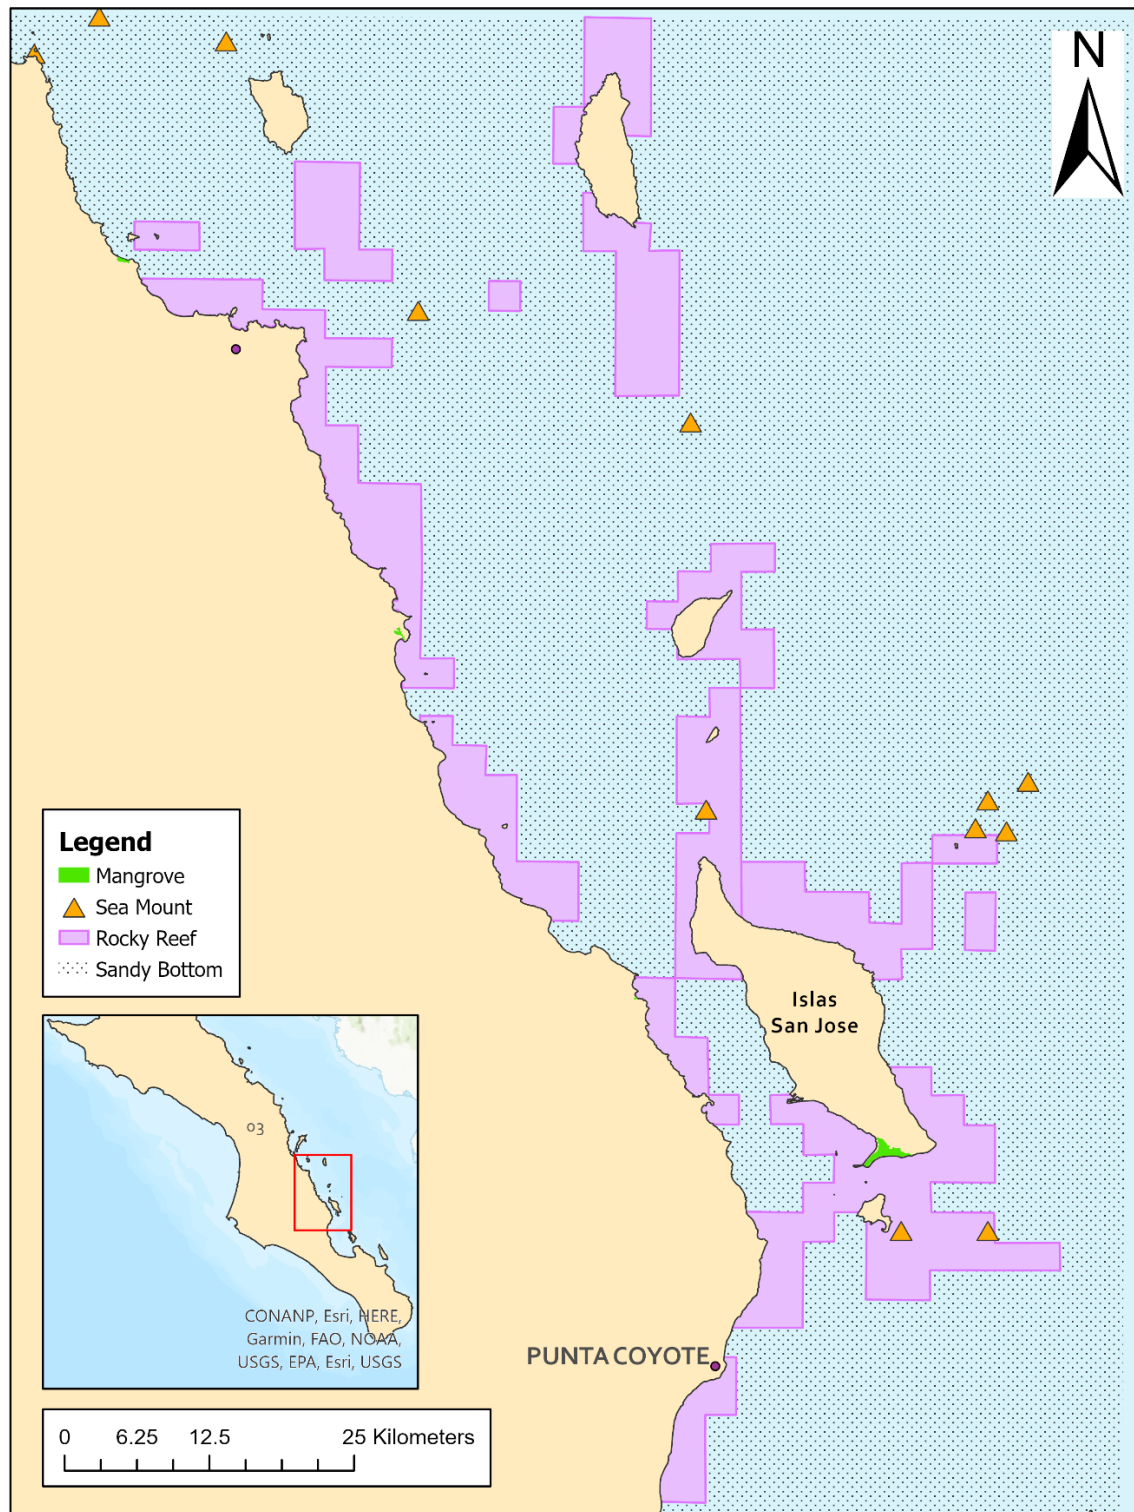 N
Islas
San Jose
PUNTA COYOTE
Legend
Mangrove
Sea Mount
Rocky Reef
Sandy Bottom
03
CONANP, Esri, HERE,
Garmin, FAO, NOAA,
USGS, EPA, Esri, USGS
0 6.25 12.5 25 Kilometers